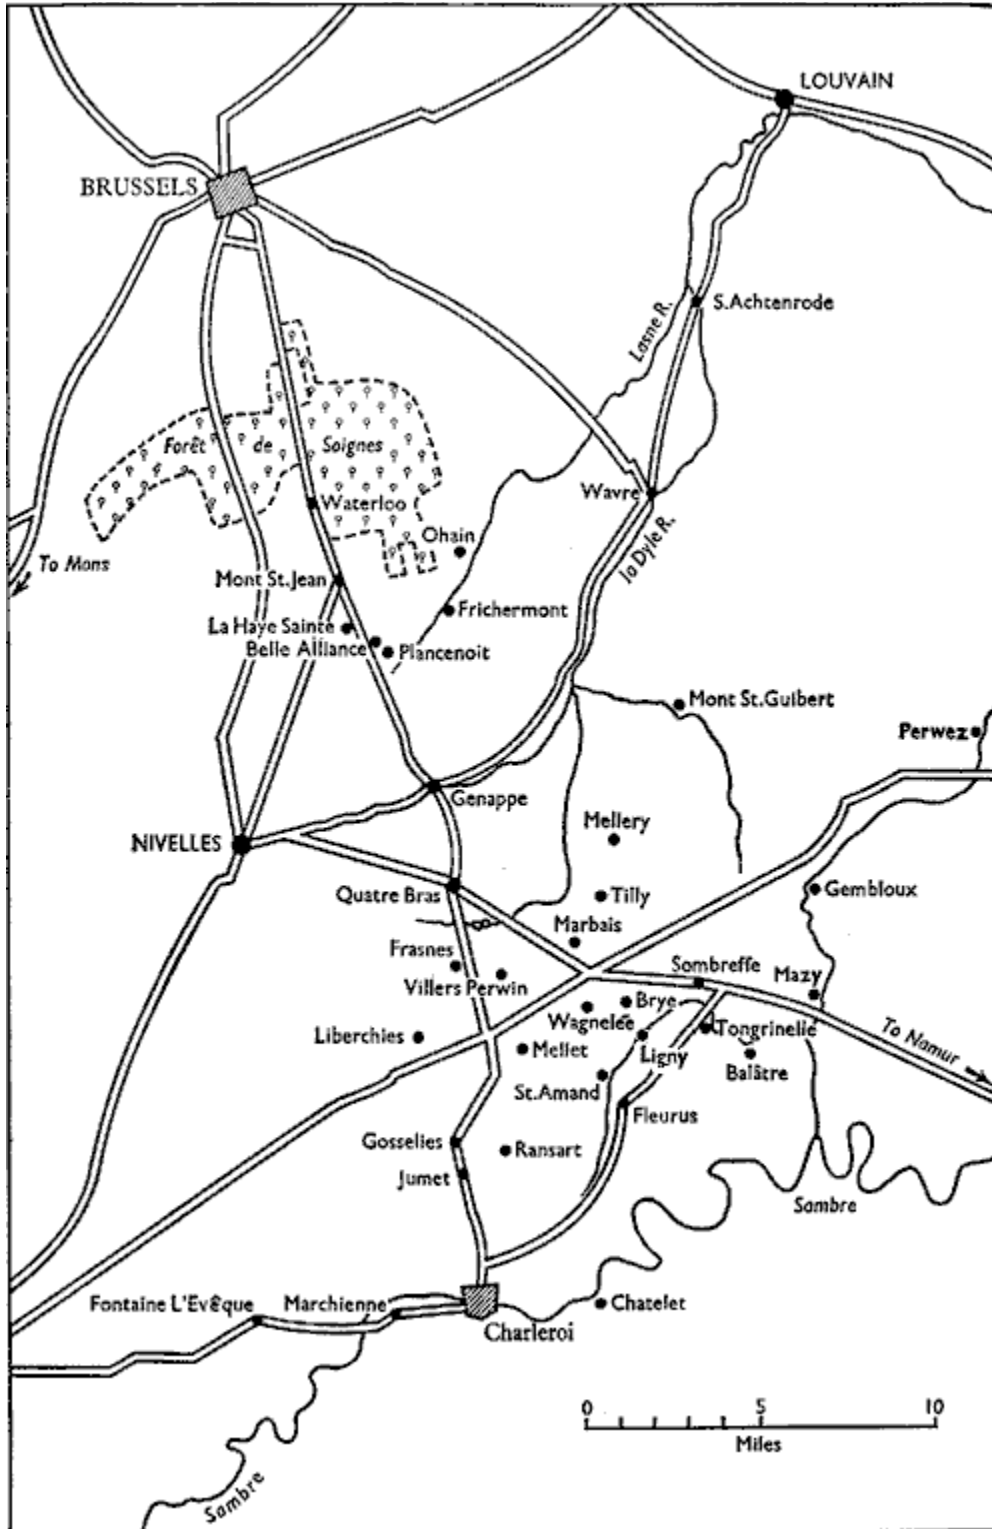 LOUVAIN
BRUSSELS
S.Achtenrode
Lasne R.
Forêt de Soignes
Wavre
Waterloo
la Dyle R.
Ohain
To Mons
Mont St.Jean
Frichermont
La Haye Sainte
Belle Alliance
Plancenoit
Mont St.Guibert
Perwez
Genappe
Mellery
NIVELLES
Quatre Bras
Tilly
Gembloux
Marbais
Frasnes
Sombreffe
Mazy
Villers Perwin
Brye
Wagnelée
Tongrinelle
To Namur
Liberchies
Mellet
Ligny
Balâtre
St.Amand
Fleurus
Gosselies
Ransart
Jumet
Sambre
Fontaine L'Evêque
Marchienne
Chatelet
Charleroi
0 5 10
Miles
Sambre